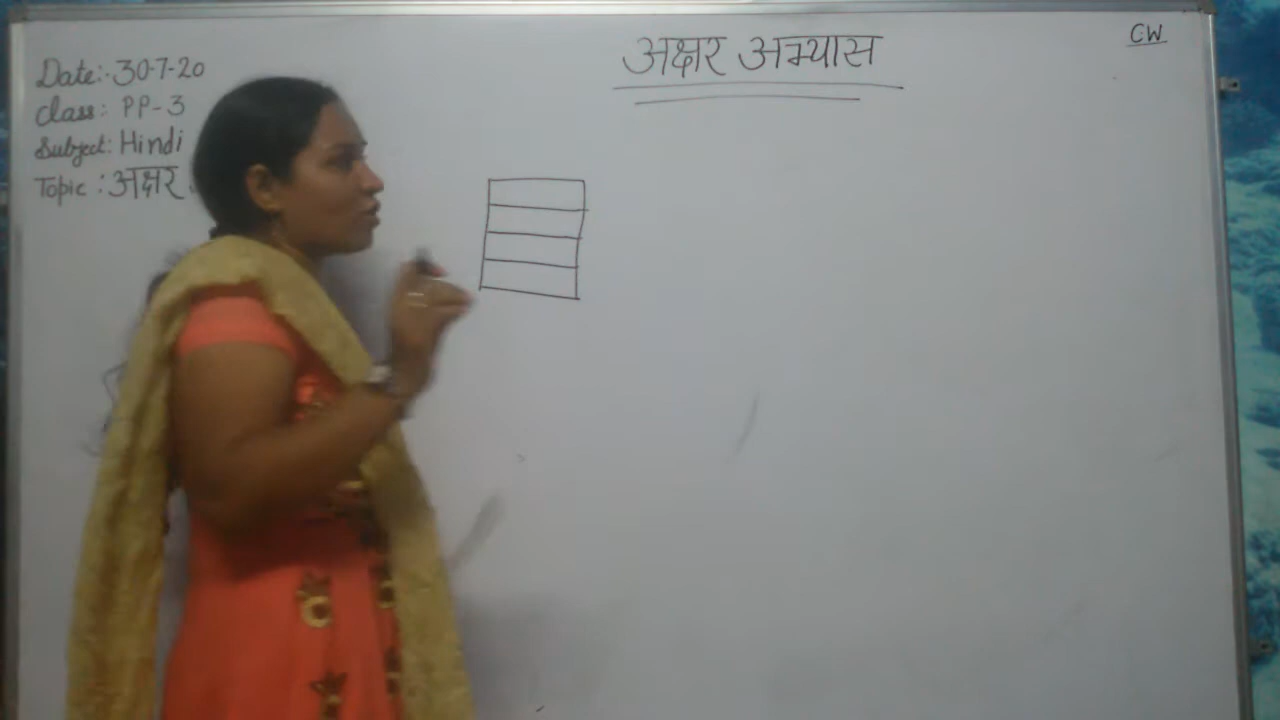 अक्षर अभ्यास
CW
Date:- 30-7-20
Class: PP-3
Subject: Hindi
Topic : अक्षर